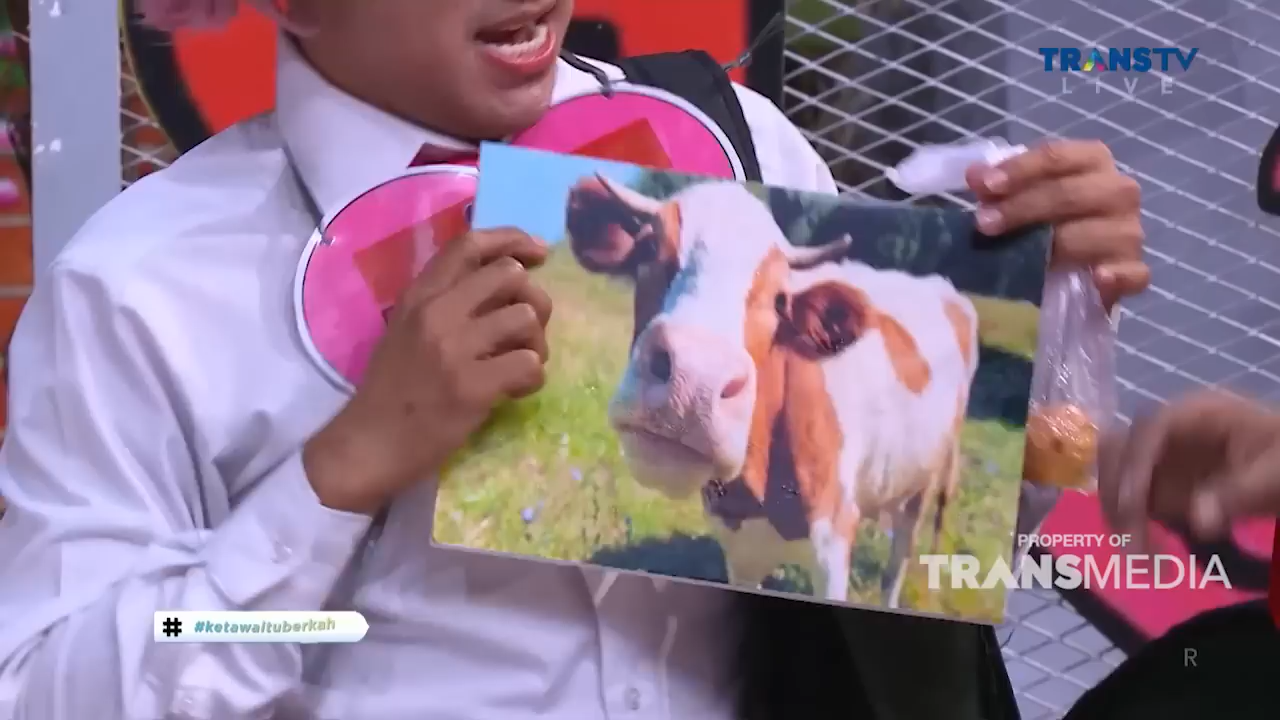 TRANSTV
LIVE
PROPERTY OF
TRANSMEDIA
# #ketawaituberkah
R